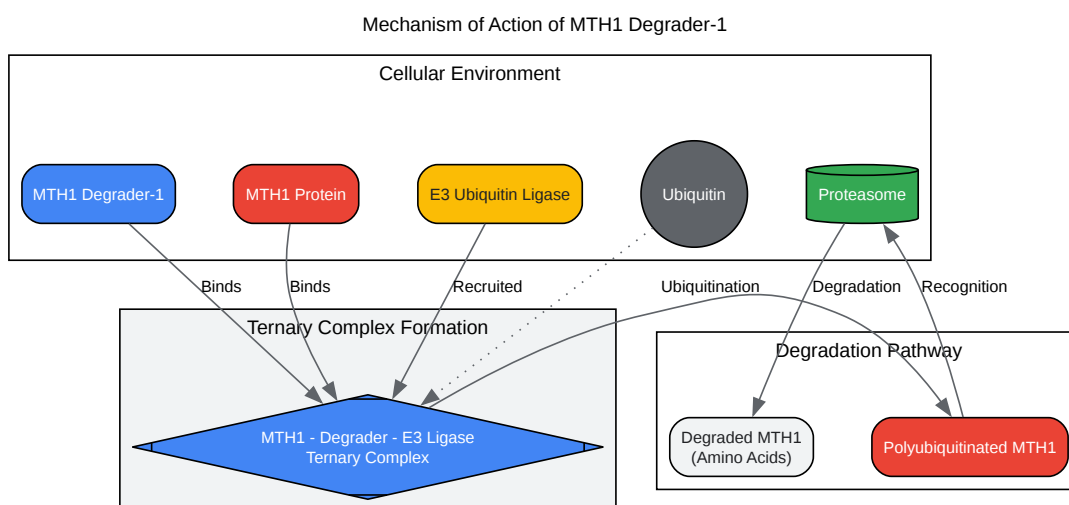 Mechanism of Action of MTH1 Degrader-1
Cellular Environment
MTH1 Degrader-1
MTH1 Protein
E3 Ubiquitin Ligase
Ubiquitin
Proteasome
Binds
Binds
Recruited
Ubiquitination
Degradation
Recognition
Ternary Complex Formation
Degradation Pathway
MTH1 - Degrader - E3 Ligase
Ternary Complex
Degraded MTH1
(Amino Acids)
Polyubiquitinated MTH1